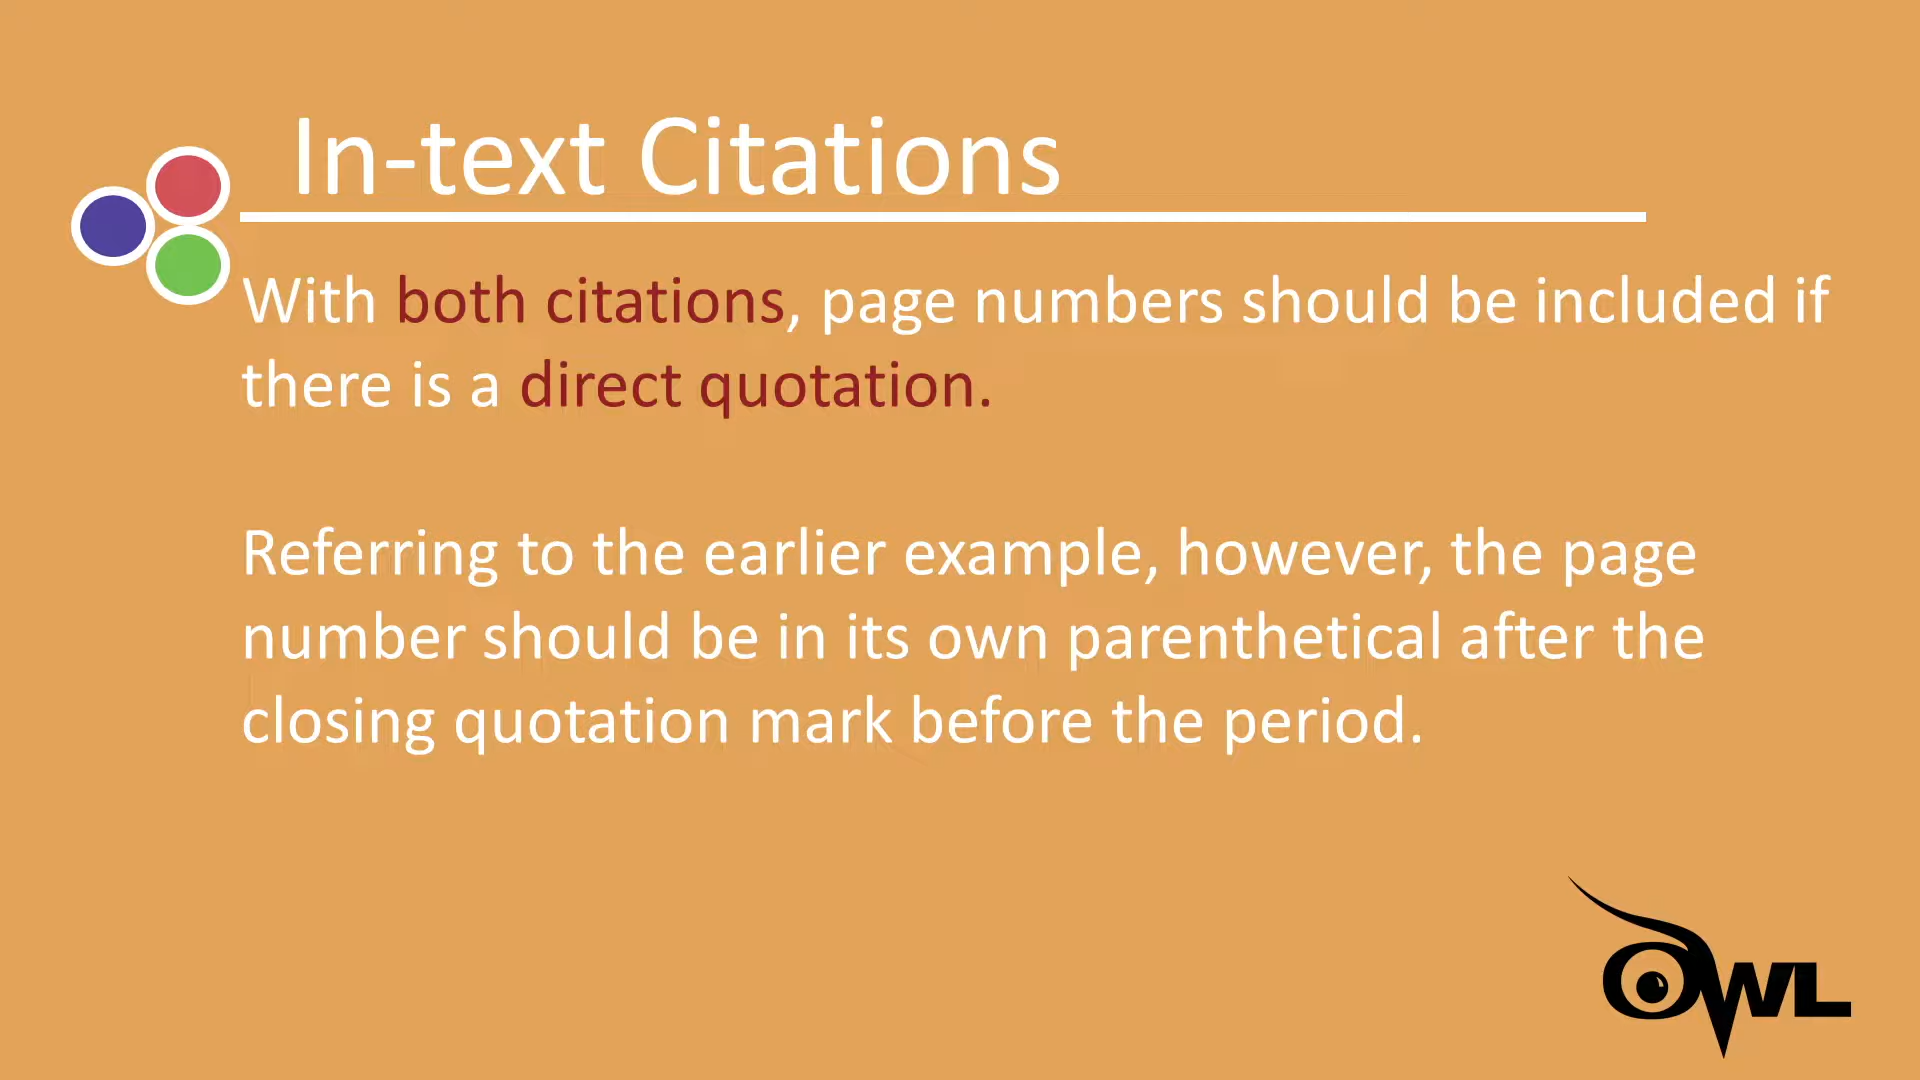 In-text Citations
With both citations, page numbers should be included if
there is a direct quotation.
Referring to the earlier example, however, the page
number should be in its own parenthetical after the
closing quotation mark before the period.
OWL